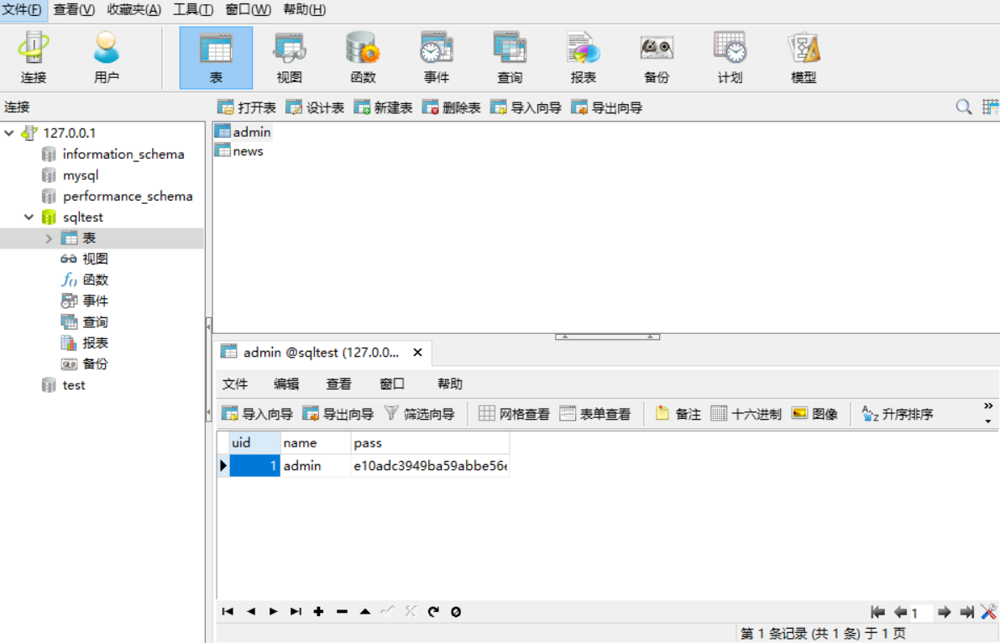 文件(F) 查看(V) 收藏夹(A) 工具(T) 窗口(W) 帮助(H)
连接 用户 表 视图 函数 事件 查询 报表 备份 计划 模型
连接
打开表 设计表 新建表 删除表 导入向导 导出向导
127.0.0.1
information_schema
mysql
performance_schema
sqltest
表
视图
函数
事件
查询
报表
备份
test
admin
news
admin @sqltest (127.0.0...
文件 编辑 查看 窗口 帮助
导入向导 导出向导 筛选向导 网格查看 表单查看 备注 十六进制 图像 升序排序
uid name pass
1 admin e10adc3949ba59abbe56e
1
第 1 条记录 (共 1 条) 于 1 页